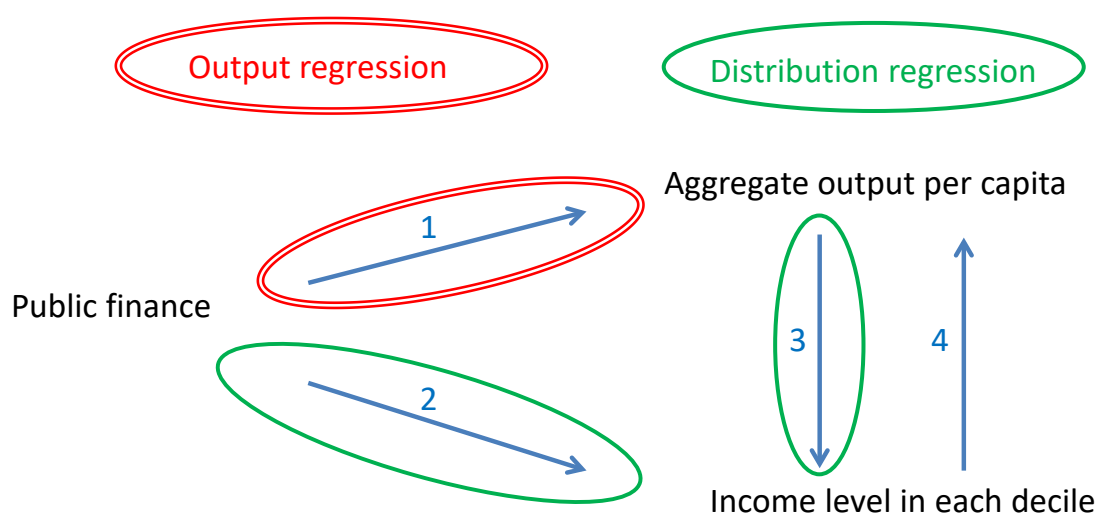 Output regression
Distribution regression
Aggregate output per capita
1
Public finance
3
4
2
Income level in each decile